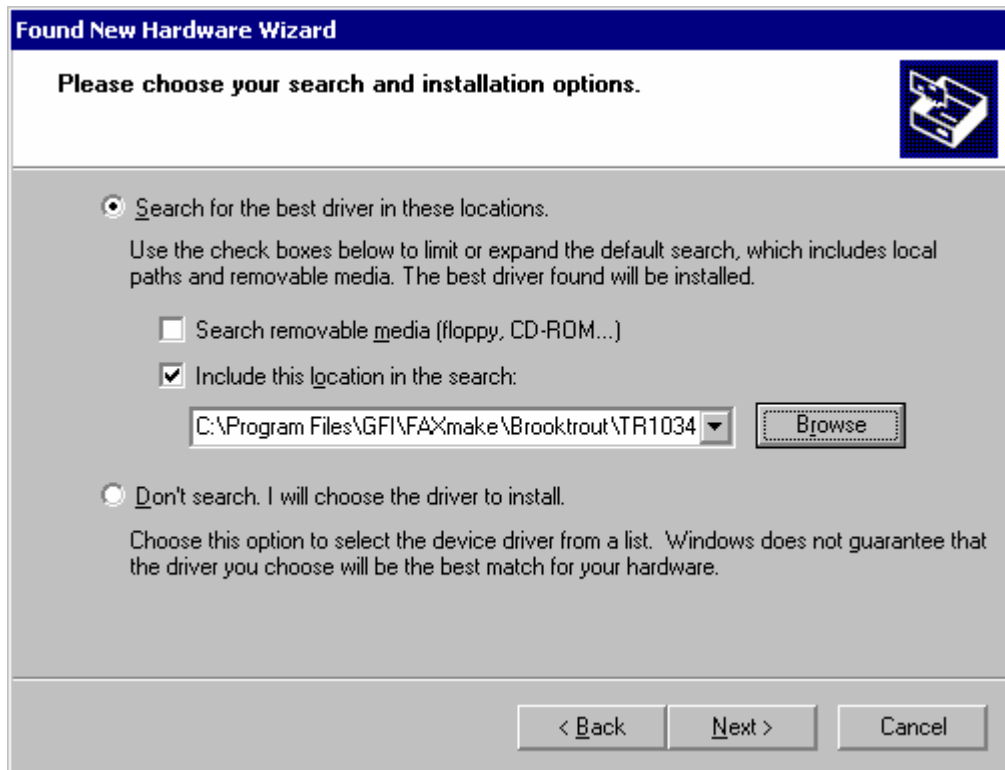 Found New Hardware Wizard
Please choose your search and installation options.
Search for the best driver in these locations.
Use the check boxes below to limit or expand the default search, which includes local
paths and removable media. The best driver found will be installed.
Search removable media (floppy, CD-ROM...)
Include this location in the search:
C:\Program Files\GFI\FAXmake\Brooktrout\TR1034
Browse
Don't search. I will choose the driver to install.
Choose this option to select the device driver from a list. Windows does not guarantee that
the driver you choose will be the best match for your hardware.
< Back
Next >
Cancel